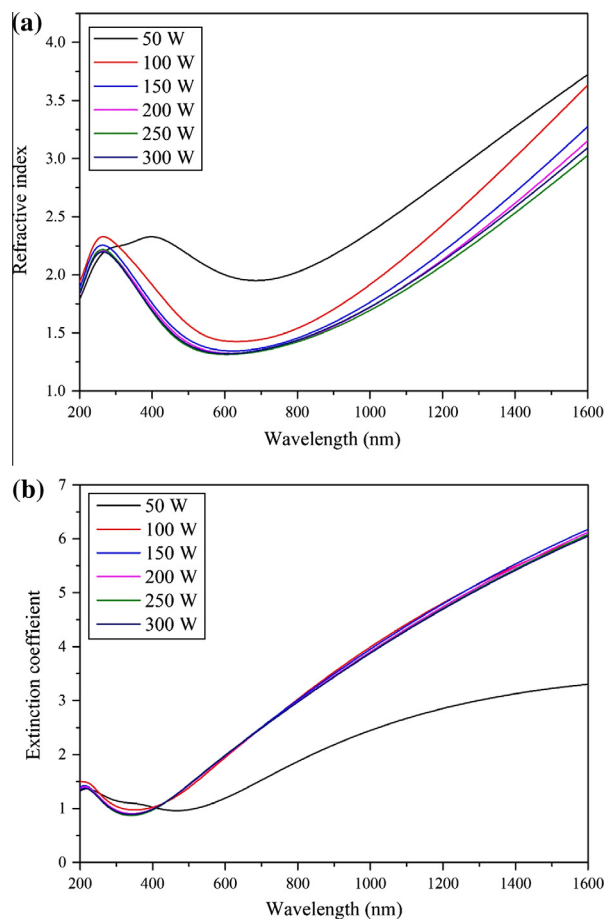 (a)
4.0
3.5
3.0
2.5
2.0
1.5
1.0
Refractive index
50 W
100 W
150 W
200 W
250 W
300 W
200 400 600 800 1000 1200 1400 1600
Wavelength (nm)
(b)
7
6
5
4
3
2
1
0
Extinction coeffieient
50 W
100 W
150 W
200 W
250 W
300 W
200 400 600 800 1000 1200 1400 1600
Wavelength (nm)